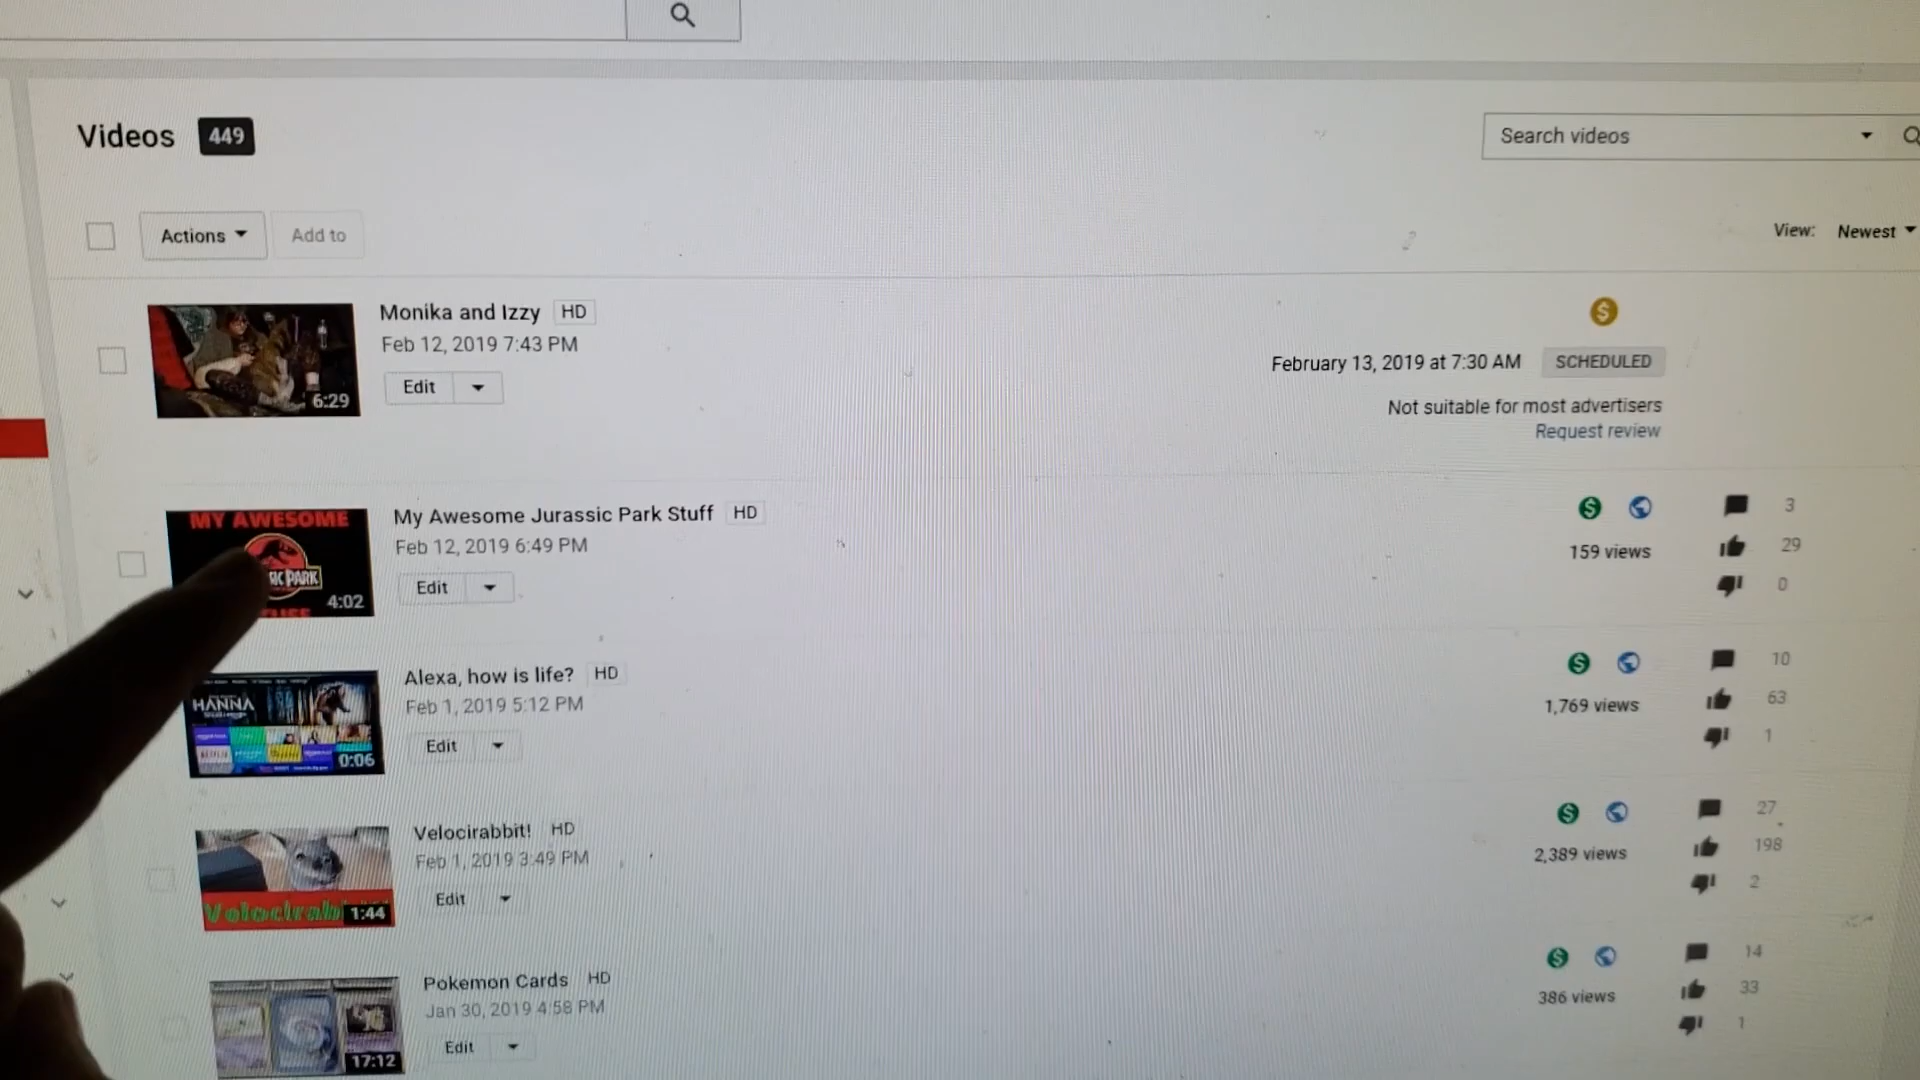 Videos 449
Search videos
Actions Add to
View: Newest
Monika and Izzy HD
Feb 12, 2019 7:43 PM
Edit
6:29
February 13, 2019 at 7:30 AM SCHEDULED
Not suitable for most advertisers
Request review
MY AWESOME
PARK
4:02
My Awesome Jurassic Park Stuff HD
Feb 12, 2019 6:49 PM
Edit
159 views
3
29
0
HANNA
0:06
Alexa, how is life? HD
Feb 1, 2019 5:12 PM
Edit
1,769 views
10
63
1
Velocirab
1:44
Velocirabbit! HD
Feb 1, 2019 3:49 PM
Edit
2,389 views
27
198
2
17:12
Pokemon Cards HD
Jan 30, 2019 4:58 PM
Edit
386 views
14
33
1